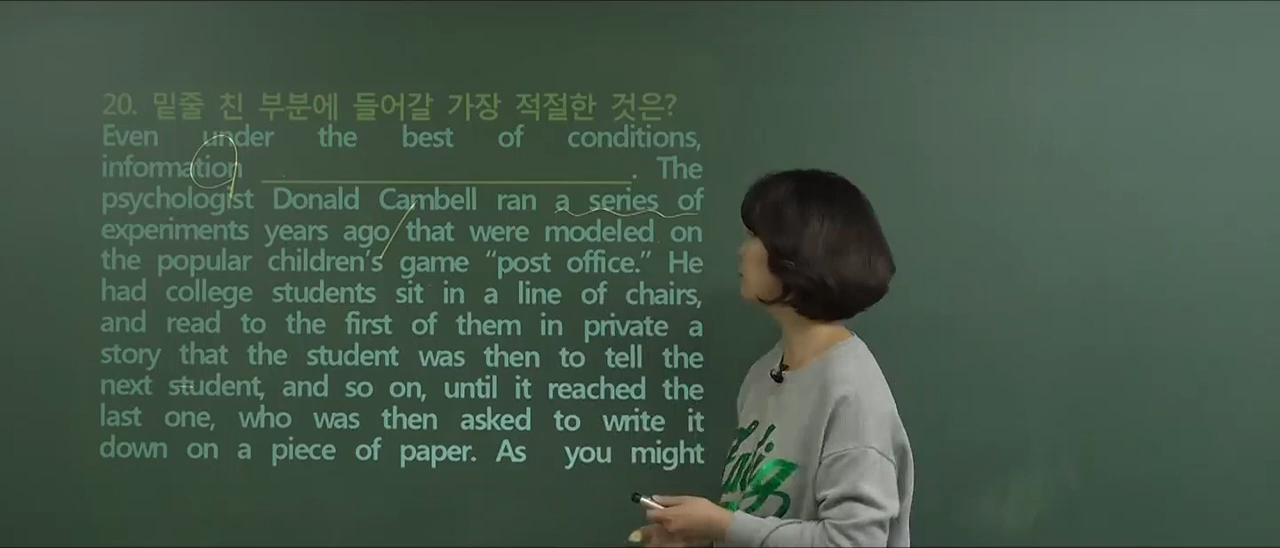 20. 밑줄 친 부분에 들어갈 가장 적절한 것은?
Even under the best of conditions,
information ______________. The
psychologist Donald Cambell ran a series of
experiments years ago that were modeled on
the popular children's game “post office.” He
had college students sit in a line of chairs,
and read to the first of them in private a
story that the student was then to tell the
next student, and so on, until it reached the
last one, who was then asked to write it
down on a piece of paper. As you might